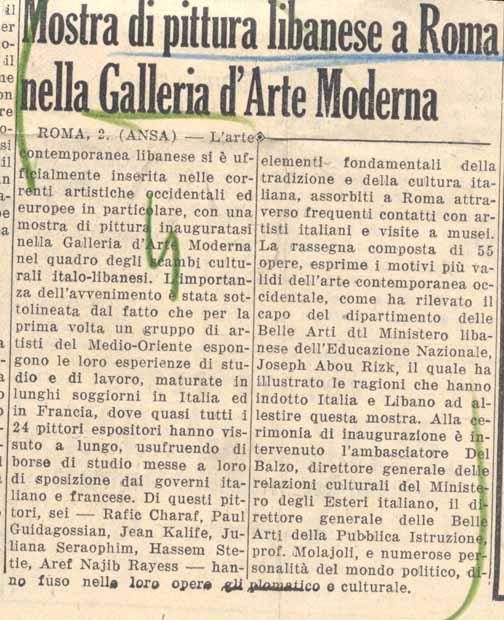 Mostra di pittura libanese a Roma
nella Galleria d'Arte Moderna
ROMA, 2. (ANSA) — L'arte
contemporanea libanese si è uf-
ficialmente inserita nelle cor-
renti artistiche occidentali ed
europee in particolare, con una
mostra di pittura inauguratasi
nella Galleria d'Arte Moderna
nel quadro degli scambi cultu-
rali italo-libanesi. L'importan-
za dell'avvenimento è stata sot-
tolineata dal fatto che per la
prima volta un gruppo di ar-
tisti del Medio-Oriente espon-
gono le loro esperienze di stu-
dio e di lavoro, maturate in
lunghi soggiorni in Italia ed
in Francia, dove quasi tutti i
24 pittori espositori hanno vis-
suto a lungo, usufruendo di
borse di studio messe a loro
di sposizione dai governi ita-
liano e francese. Di questi pit-
tori, sei — Rafic Charaf, Paul
Guidagossian, Jean Kalife, Ju-
liana Seraophim, Hassem Ste-
tie, Aref Najib Rayess — han-
no fuso nelle loro opere gli
elementi fondamentali della
tradizione e della cultura ita-
liana, assorbiti a Roma attra-
verso frequenti contatti con ar-
tisti italiani e visite a musei.
La rassegna composta di 55
opere, esprime i motivi più va-
lidi dell'arte contemporanea oc-
cidentale, come ha rilevato il
capo del dipartimento delle
Belle Arti dtl Ministero liba-
nese dell'Educazione Nazionale,
Joseph Abou Rizk, il quale ha
illustrato le ragioni che hanno
indotto Italia e Libano ad al-
lestire questa mostra. Alla ce-
rimonia di inaugurazione è in-
tervenuto l'ambasciatore Del
Balzo, direttore generale delle
relazioni culturali del Ministe-
ro degli Esteri italiano, il di-
rettore generale delle Belle
Arti della Pubblica Istruzione,
prof. Molajoli, e numerose per-
sonalità del mondo politico, di-
plomatico e culturale.